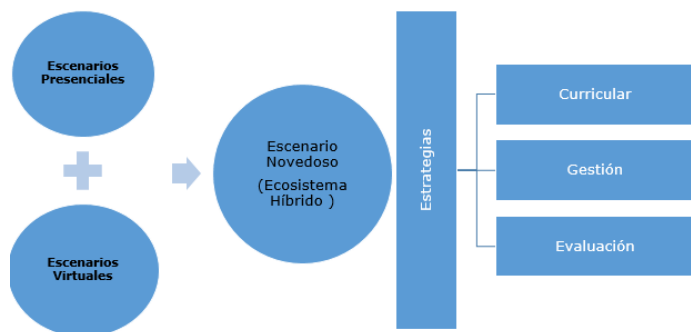 Escenarios
Presenciales
Escenarios
Virtuales
Escenario
Novedoso
(Ecosistema
Híbrido )
Estrategias
Curricular
Gestión
Evaluación